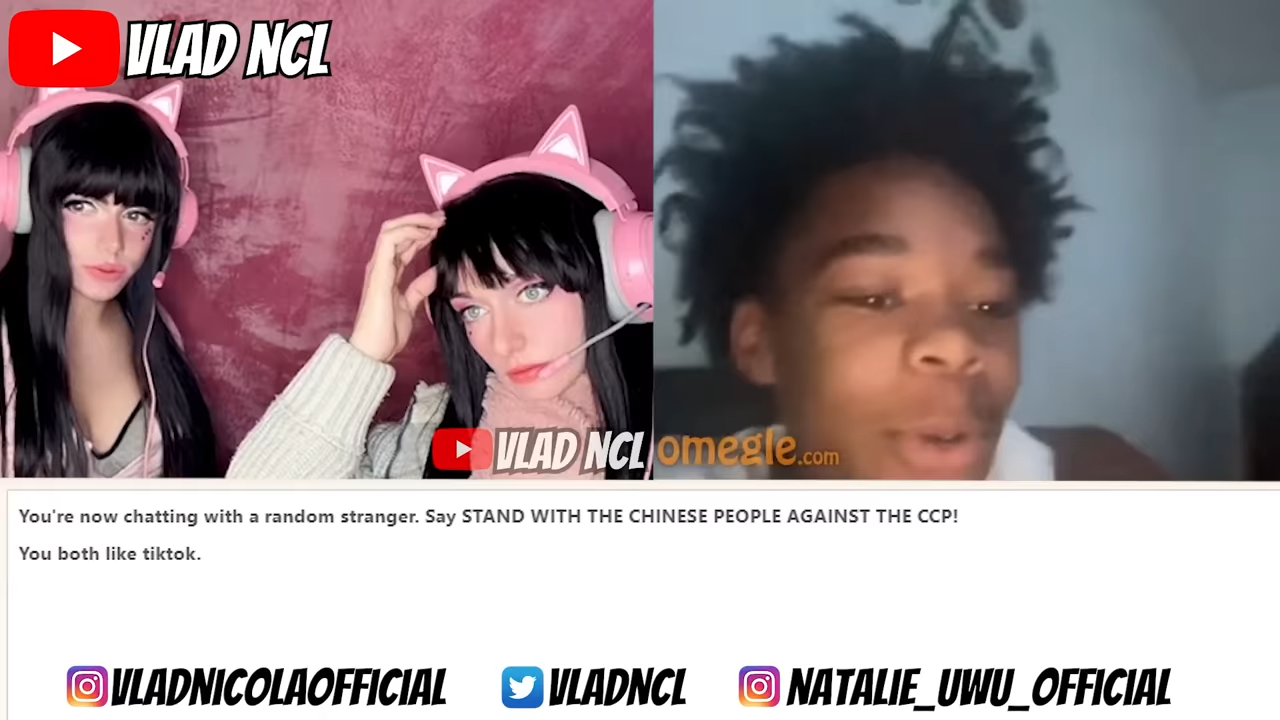 VLAD NCL
VLAD NCL
omegle.com
You're now chatting with a random stranger. Say STAND WITH THE CHINESE PEOPLE AGAINST THE CCP!
You both like tiktok.
VLADNICOLAOFFICIAL VLADNCL NATALIE_UWU_OFFICIAL